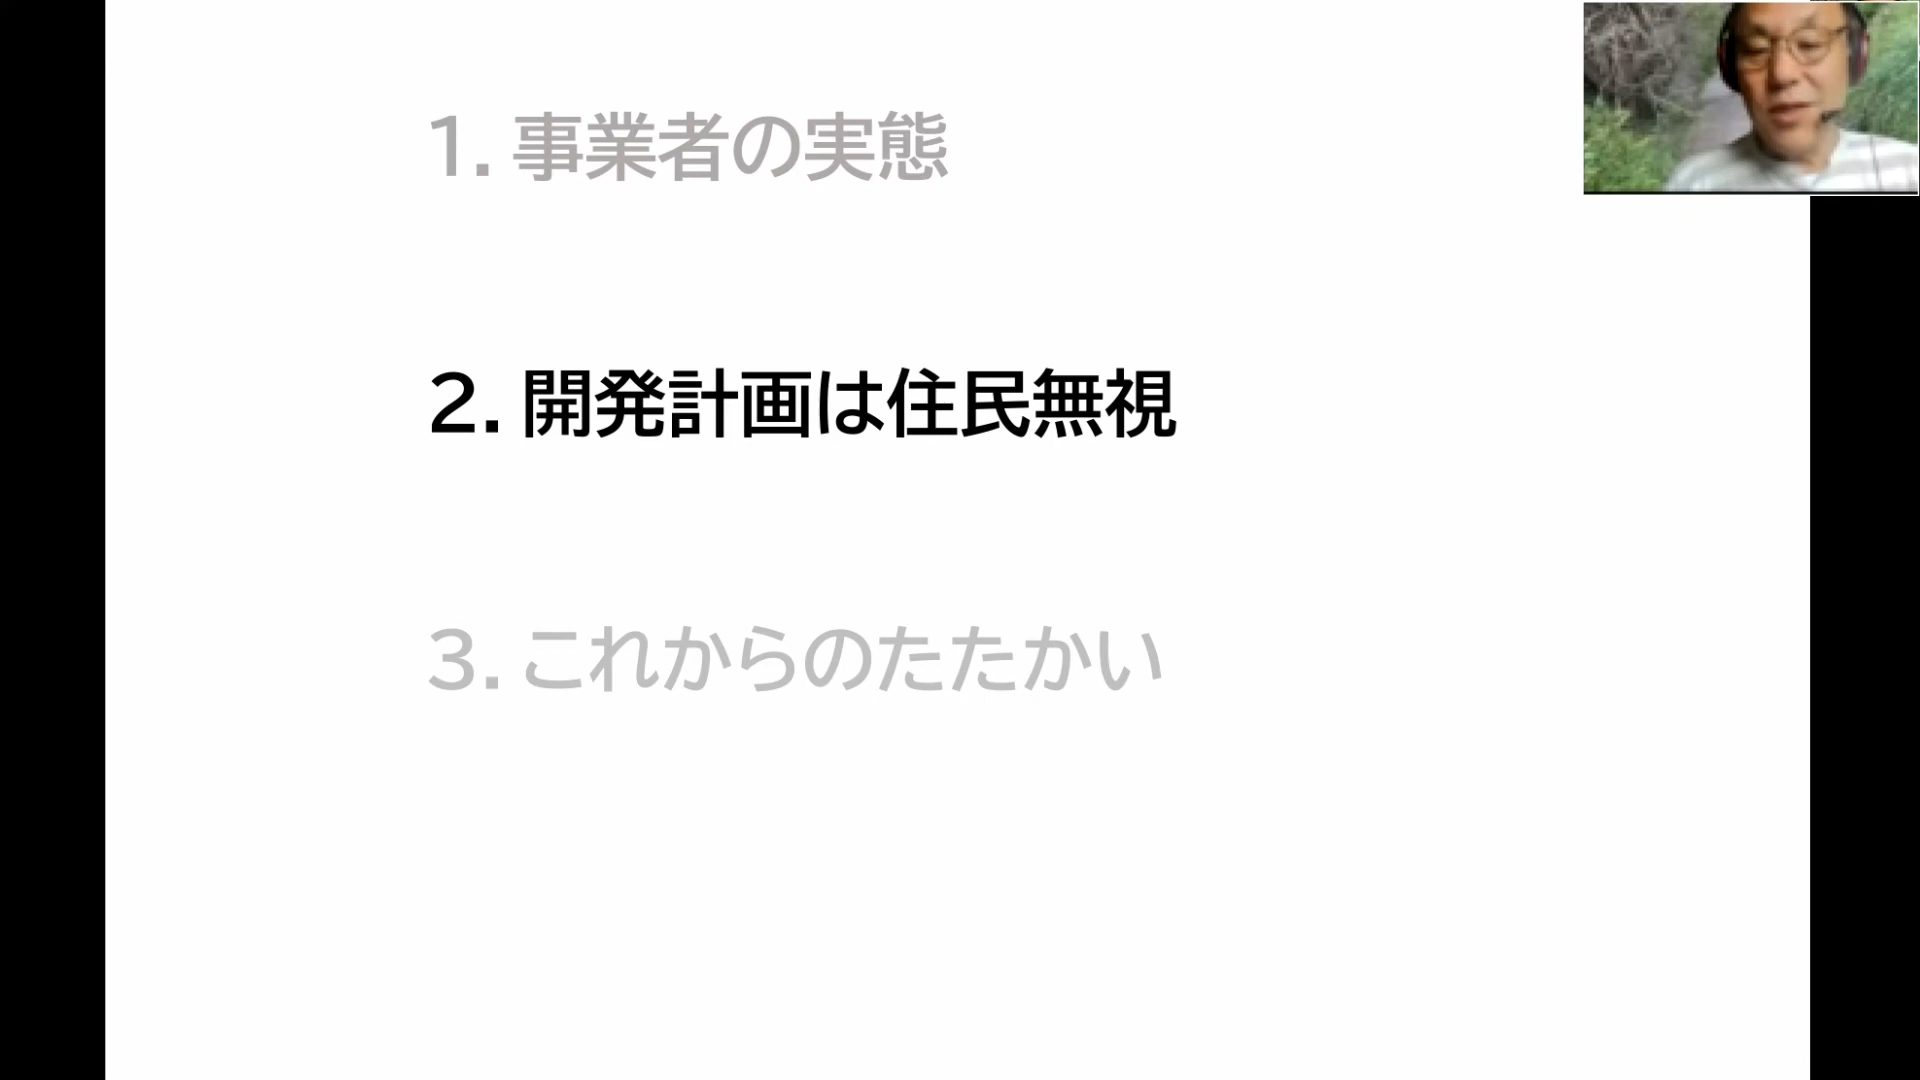 1. 事業者の実態
2. 開発計画は住民無視
3. これからのたたかい